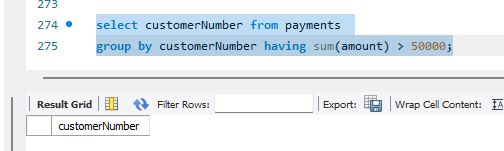 273
274 select customerNumber from payments
275 group by customerNumber having sum(amount) > 50000;
Result Grid Filter Rows: Export: Wrap Cell Content:
customerNumber